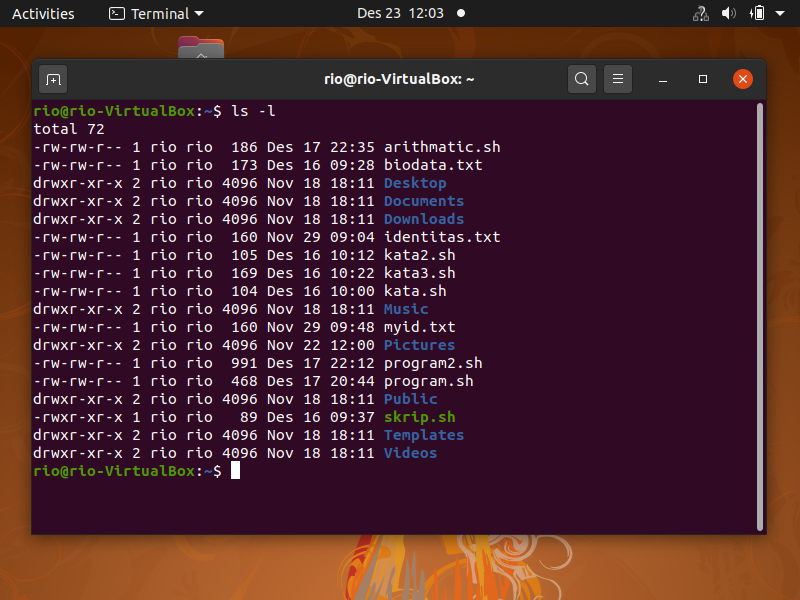 Activities Terminal Des 23 12:03
rio@rio-VirtualBox: ~
rio@rio-VirtualBox:~$ ls -l
total 72
-rw-rw-r-- 1 rio rio  186 Des 17 22:35 arithmatic.sh
-rw-rw-r-- 1 rio rio  173 Des 16 09:28 biodata.txt
drwxr-xr-x 2 rio rio 4096 Nov 18 18:11 Desktop
drwxr-xr-x 2 rio rio 4096 Nov 18 18:11 Documents
drwxr-xr-x 2 rio rio 4096 Nov 18 18:11 Downloads
-rw-rw-r-- 1 rio rio  160 Nov 29 09:04 identitas.txt
-rw-rw-r-- 1 rio rio  105 Des 16 10:12 kata2.sh
-rw-rw-r-- 1 rio rio  169 Des 16 10:22 kata3.sh
-rw-rw-r-- 1 rio rio  104 Des 16 10:00 kata.sh
drwxr-xr-x 2 rio rio 4096 Nov 18 18:11 Music
-rw-rw-r-- 1 rio rio  160 Nov 29 09:48 myid.txt
drwxr-xr-x 2 rio rio 4096 Nov 22 12:00 Pictures
-rw-rw-r-- 1 rio rio  991 Des 17 22:12 program2.sh
-rw-rw-r-- 1 rio rio  468 Des 17 20:44 program.sh
drwxr-xr-x 2 rio rio 4096 Nov 18 18:11 Public
-rwxr-xr-x 1 rio rio   89 Des 16 09:37 skrip.sh
drwxr-xr-x 2 rio rio 4096 Nov 18 18:11 Templates
drwxr-xr-x 2 rio rio 4096 Nov 18 18:11 Videos
rio@rio-VirtualBox:~$